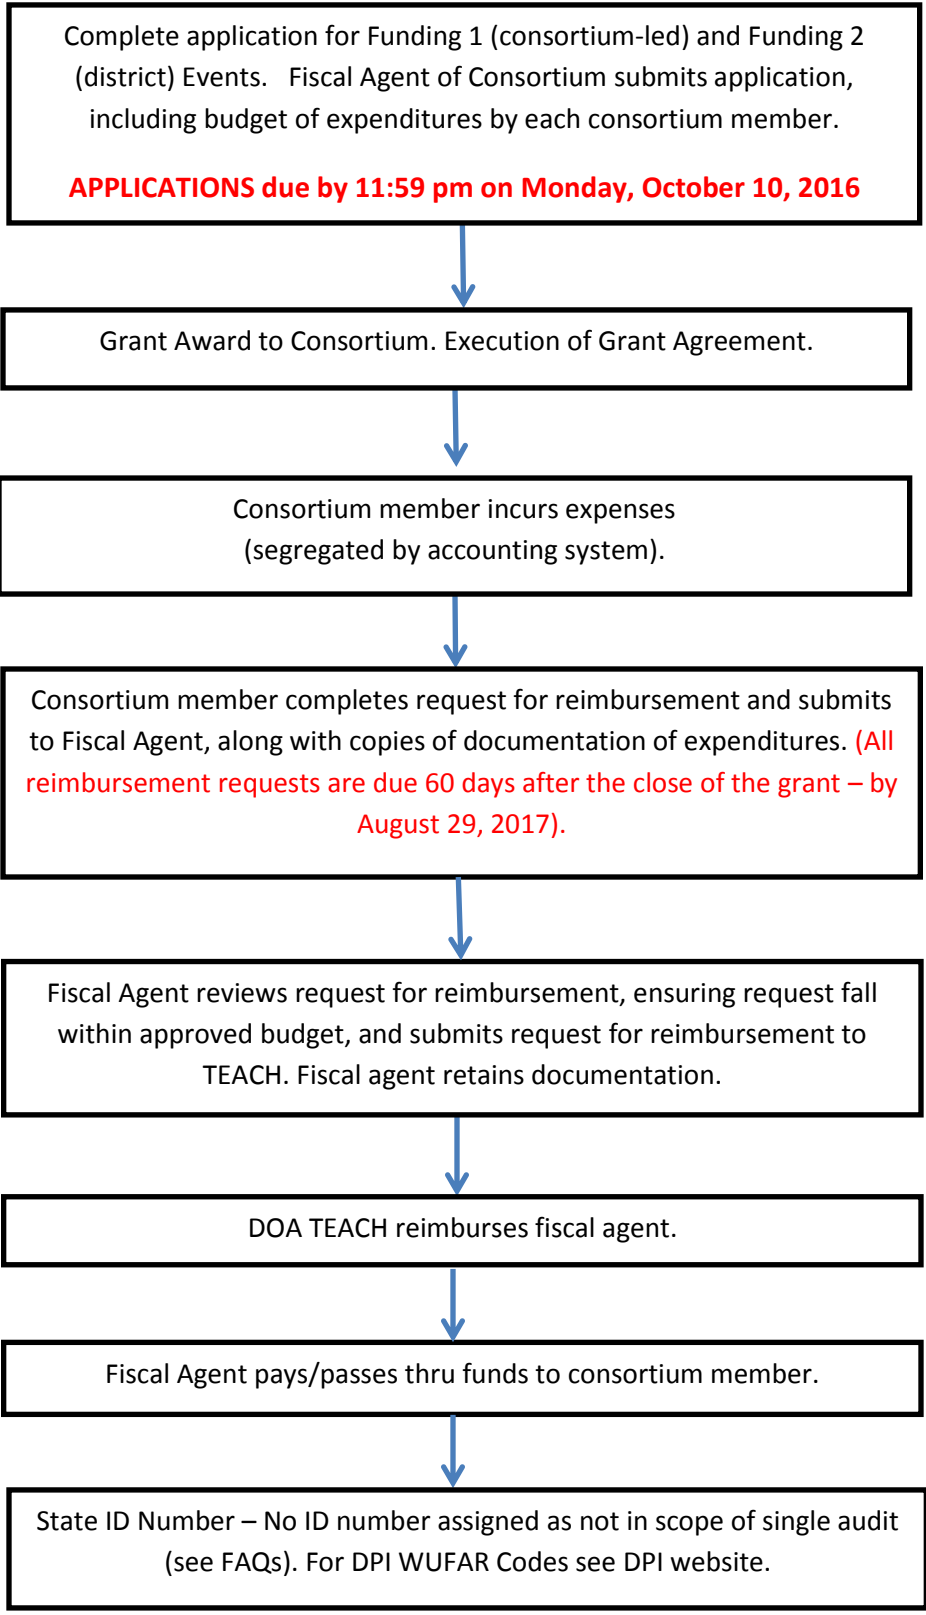 Complete application for Funding 1 (consortium-led) and Funding 2
(district) Events.   Fiscal Agent of Consortium submits application,
including budget of expenditures by each consortium member.
APPLICATIONS due by 11:59 pm on Monday, October 10, 2016
Grant Award to Consortium. Execution of Grant Agreement.
Consortium member incurs expenses
(segregated by accounting system).
Consortium member completes request for reimbursement and submits
to Fiscal Agent, along with copies of documentation of expenditures. (All
reimbursement requests are due 60 days after the close of the grant – by
August 29, 2017).
Fiscal Agent reviews request for reimbursement, ensuring request fall
within approved budget, and submits request for reimbursement to
TEACH. Fiscal agent retains documentation.
DOA TEACH reimburses fiscal agent.
Fiscal Agent pays/passes thru funds to consortium member.
State ID Number – No ID number assigned as not in scope of single audit
(see FAQs). For DPI WUFAR Codes see DPI website.